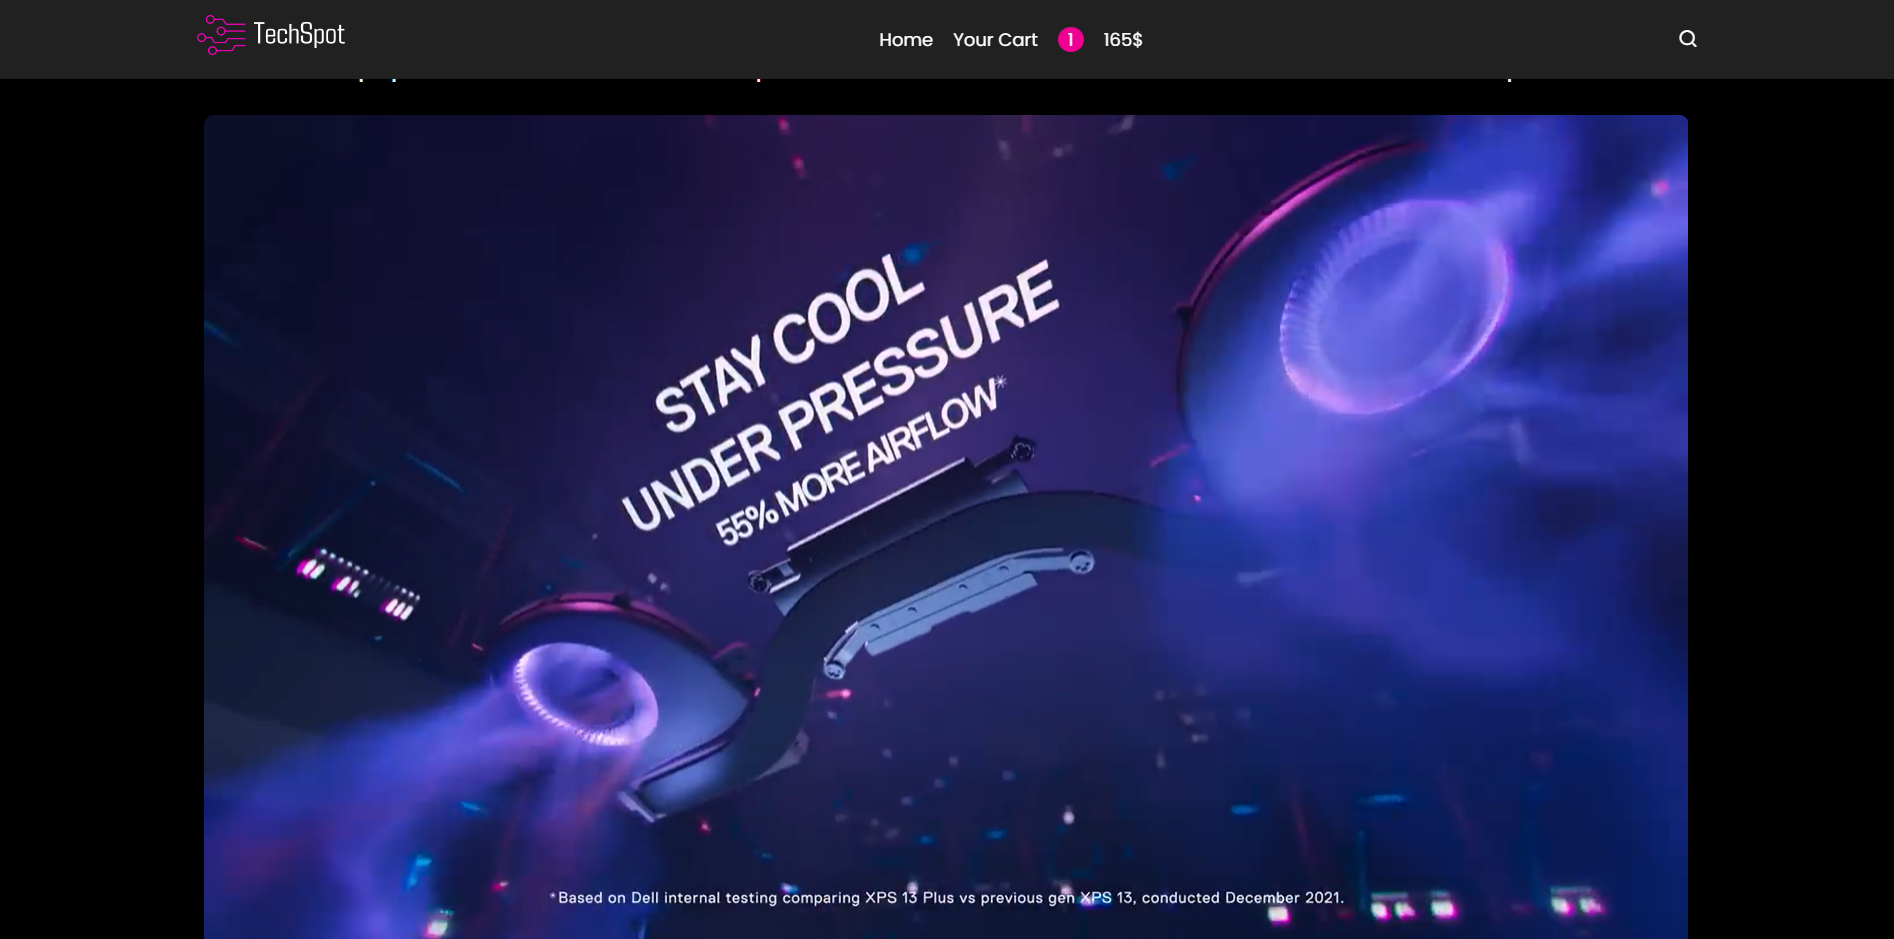 TechSpot
Home Your Cart 1 165$
STAY COOL
UNDER PRESSURE
55% MORE AIRFLOW*
*Based on Dell internal testing comparing XPS 13 Plus vs previous gen XPS 13, conducted December 2021.